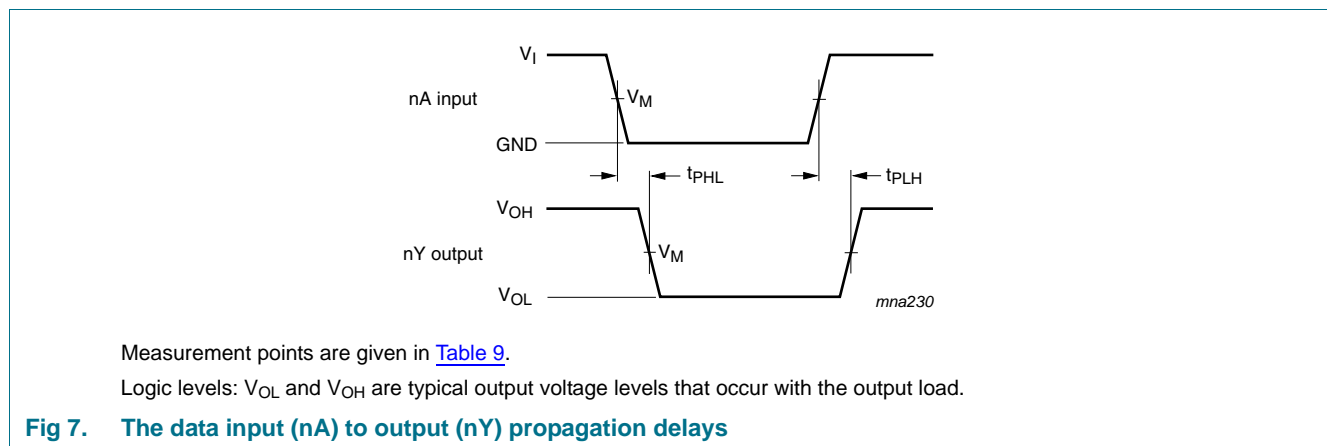 V_I
nA input
V_M
GND
t_PHL
t_PLH
V_OH
nY output
V_M
V_OL
mna230
Measurement points are given in Table 9.
Logic levels: V_OL and V_OH are typical output voltage levels that occur with the output load.
Fig 7. The data input (nA) to output (nY) propagation delays